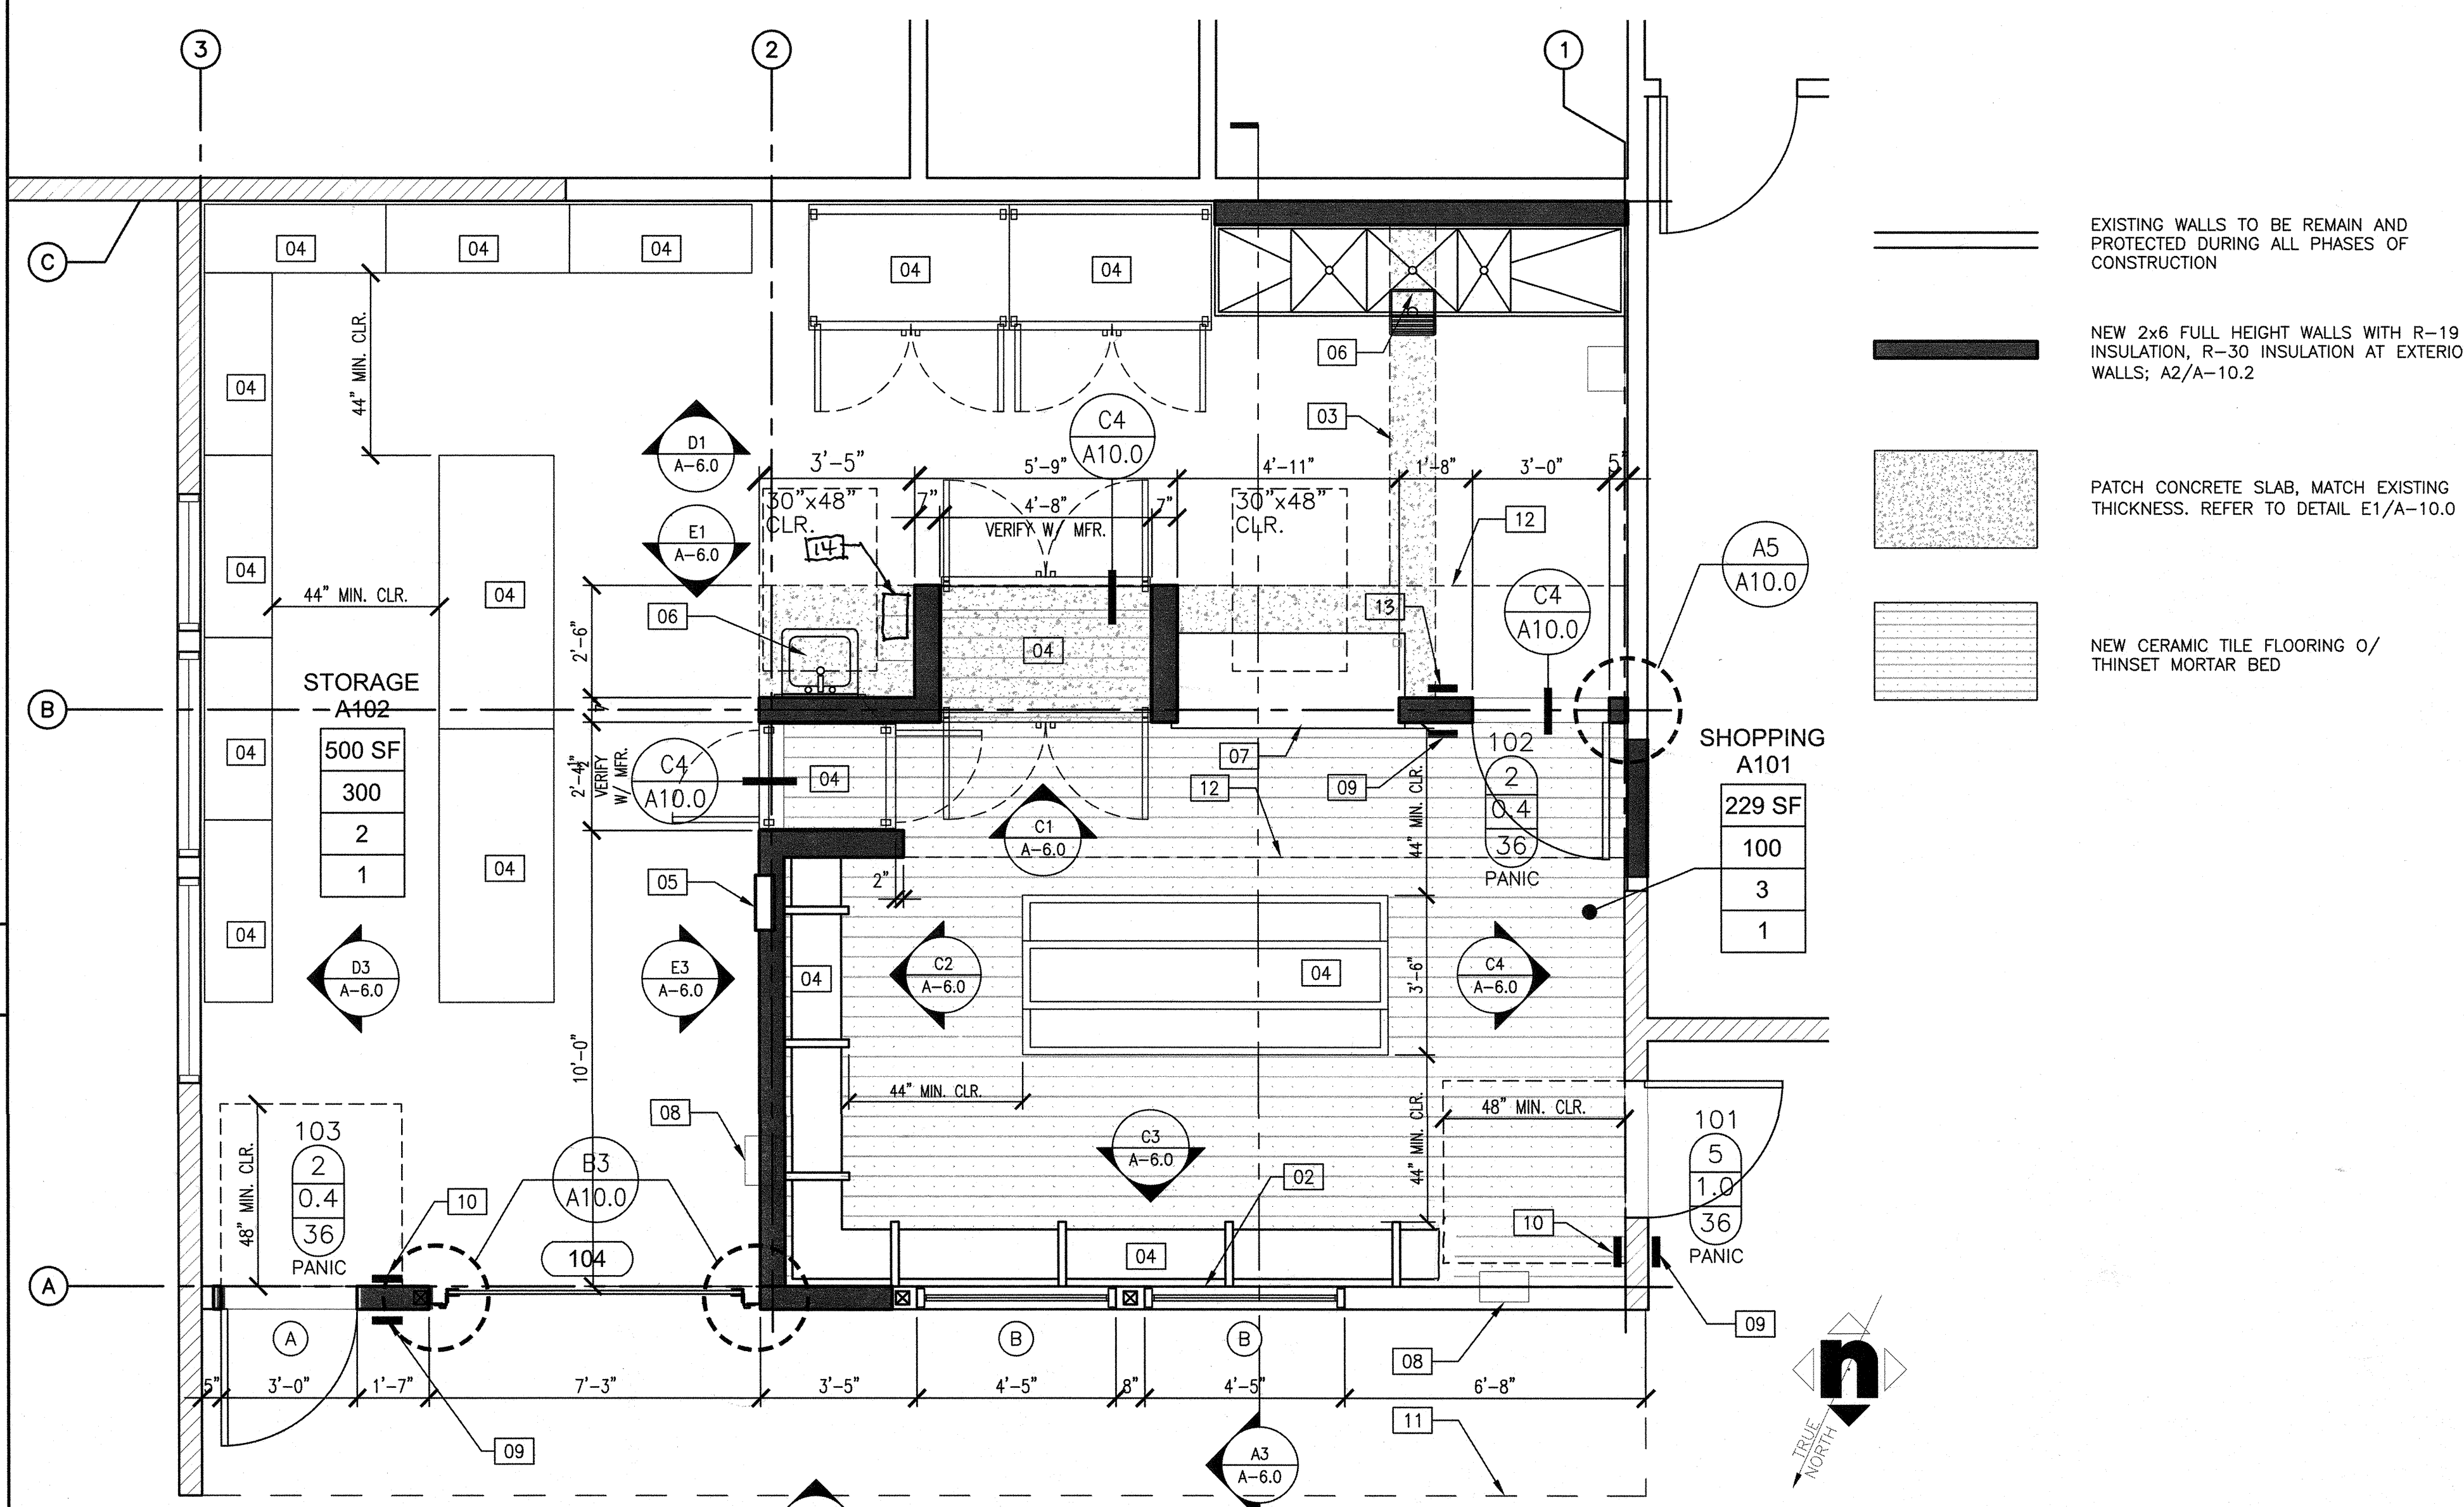 3
2
1
C
B
A
04
04
04
04
04
44" MIN. CLR.
04
06
03
D1
A-6.0
C4
A10.0
3'-5"
5'-9"
4'-11"
1'-8"
3'-0"
5"
04
30"x48"
CLR.
7"
4'-8"
7"
VERIFY W/ MFR.
30"x48"
CLR.
12
E1
A-6.0
14
A5
A10.0
04
44" MIN. CLR.
04
06
2'-6"
04
13
C4
A10.0
STORAGE
A102
500 SF
300
2
1
04
2'-4½"
VERIFY
W/ MFR.
C4
A10.0
04
07
12
09
102
2
0.4
36
PANIC
44" MIN. CLR.
SHOPPING
A101
229 SF
100
3
1
C1
A-6.0
04
05
2"
04
D3
A-6.0
E3
A-6.0
04
C2
A-6.0
04
3'-6"
C4
A-6.0
10'-0"
44" MIN. CLR.
48" MIN. CLR.
08
C3
A-6.0
44" MIN. CLR.
101
5
1.0
36
PANIC
103
2
0.4
36
PANIC
48" MIN. CLR.
10
B3
A10.0
104
02
04
10
09
A
B
B
08
5"
3'-0"
1'-7"
7'-3"
3'-5"
4'-5"
8"
4'-5"
6'-8"
09
11
A3
A-6.0
n
TRUE
NORTH
EXISTING WALLS TO BE REMAIN AND
PROTECTED DURING ALL PHASES OF
CONSTRUCTION
NEW 2x6 FULL HEIGHT WALLS WITH R-19
INSULATION, R-30 INSULATION AT EXTERIO
WALLS; A2/A-10.2
PATCH CONCRETE SLAB, MATCH EXISTING
THICKNESS. REFER TO DETAIL E1/A-10.0
NEW CERAMIC TILE FLOORING O/
THINSET MORTAR BED